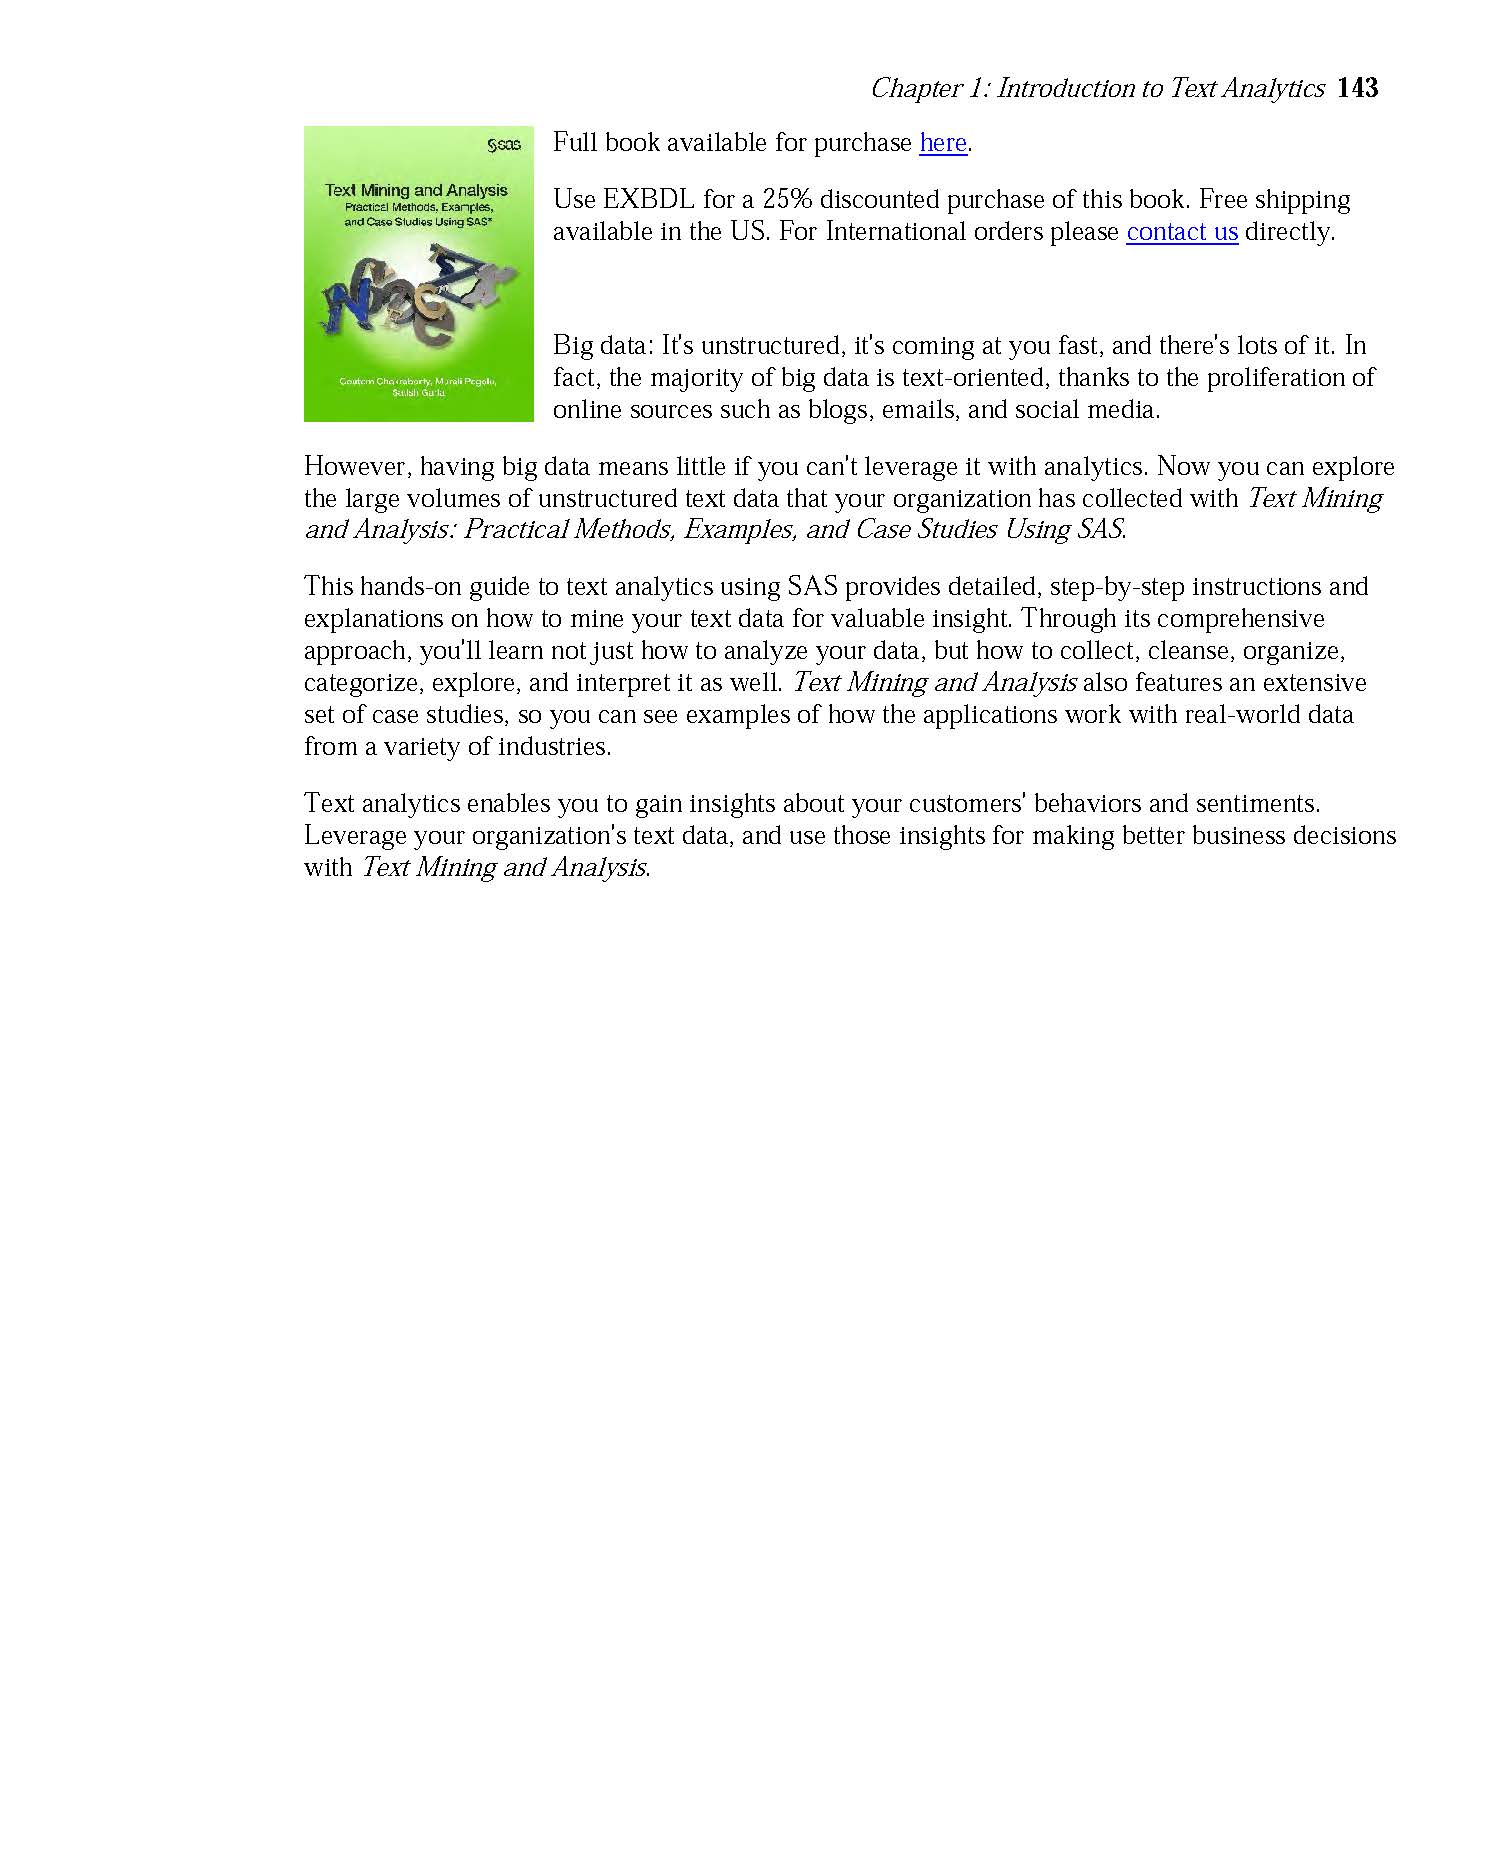 Chapter 1: Introduction to Text Analytics 143
sas
Text Mining and Analysis
Practical Methods, Examples,
and Case Studies Using SAS®
Goutam Chakraborty, Murali Pagolu,
Satish Garla
Full book available for purchase here.
Use EXBDL for a 25% discounted purchase of this book. Free shipping
available in the US. For International orders please contact us directly.
Big data: It's unstructured, it's coming at you fast, and there's lots of it. In
fact, the majority of big data is text-oriented, thanks to the proliferation of
online sources such as blogs, emails, and social media.
However, having big data means little if you can't leverage it with analytics. Now you can explore
the large volumes of unstructured text data that your organization has collected with Text Mining
and Analysis: Practical Methods, Examples, and Case Studies Using SAS.
This hands-on guide to text analytics using SAS provides detailed, step-by-step instructions and
explanations on how to mine your text data for valuable insight. Through its comprehensive
approach, you'll learn not just how to analyze your data, but how to collect, cleanse, organize,
categorize, explore, and interpret it as well. Text Mining and Analysis also features an extensive
set of case studies, so you can see examples of how the applications work with real-world data
from a variety of industries.
Text analytics enables you to gain insights about your customers' behaviors and sentiments.
Leverage your organization's text data, and use those insights for making better business decisions
with Text Mining and Analysis.